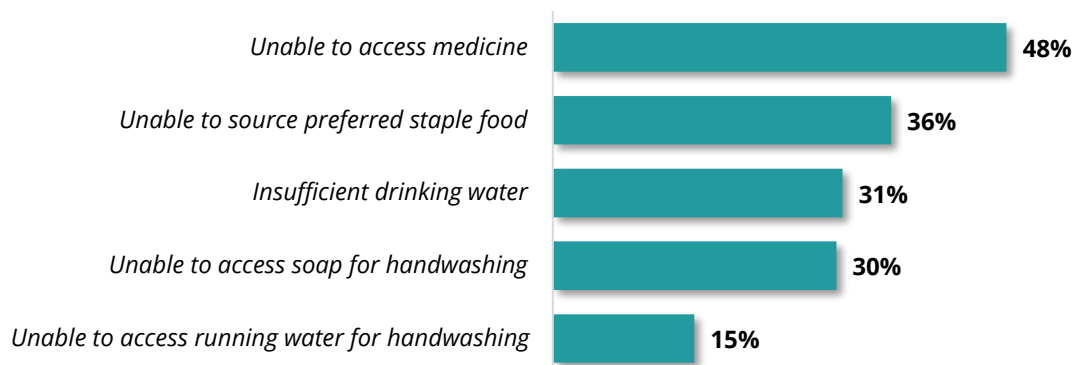 Unable to access medicine 48%
Unable to source preferred staple food 36%
Insufficient drinking water 31%
Unable to access soap for handwashing 30%
Unable to access running water for handwashing 15%